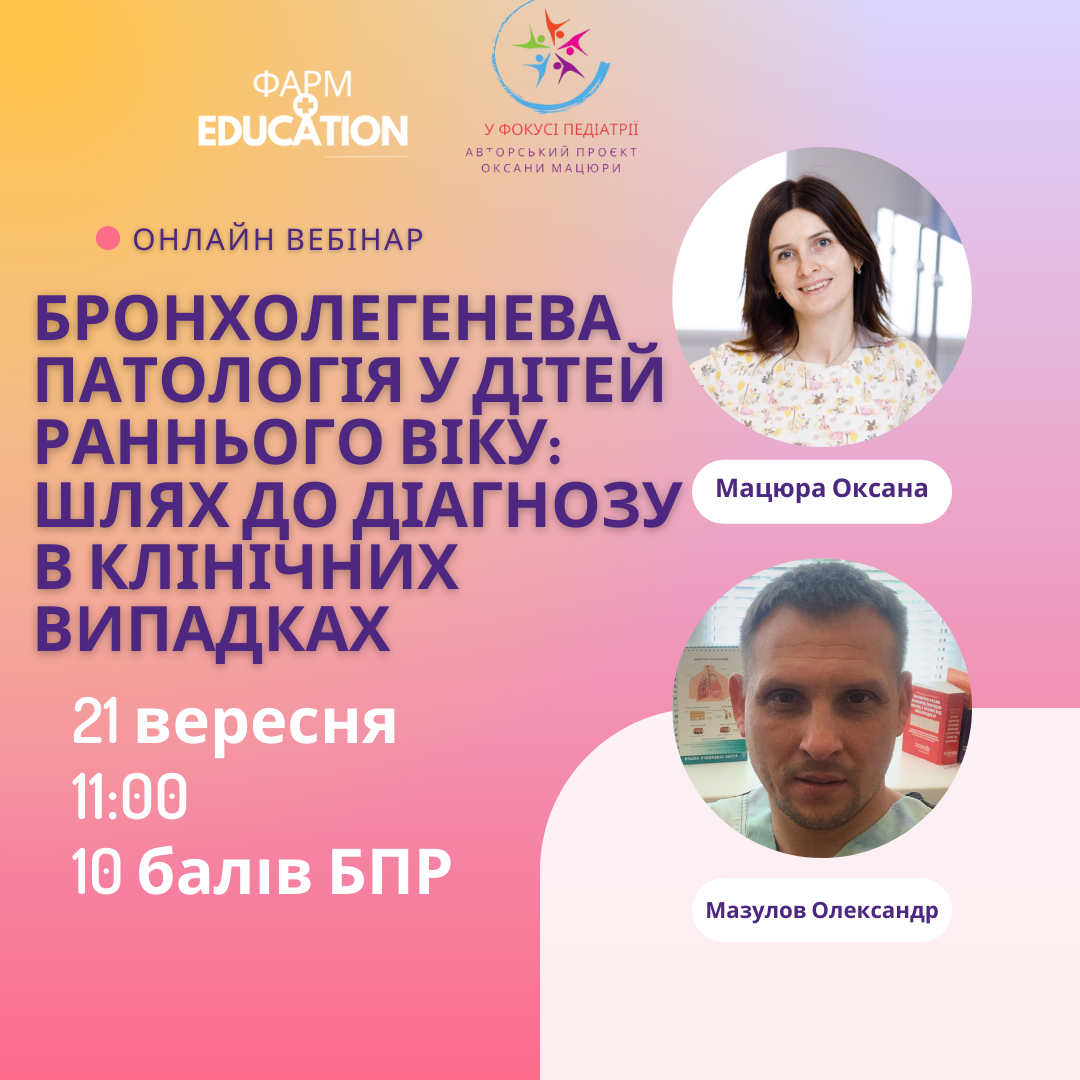 ФАРМ
EDUCATION
У ФОКУСІ ПЕДІАТРІЇ
АВТОРСЬКИЙ ПРОЄКТ
ОКСАНИ МАЦЮРИ
ОНЛАЙН ВЕБІНАР
БРОНХОЛЕГЕНЕВА
ПАТОЛОГІЯ У ДІТЕЙ
РАННЬОГО ВІКУ:
ШЛЯХ ДО ДІАГНОЗУ
В КЛІНІЧНИХ
ВИПАДКАХ
Мацюра Оксана
21 вересня
11:00
10 балів БПР
Мазулов Олександр